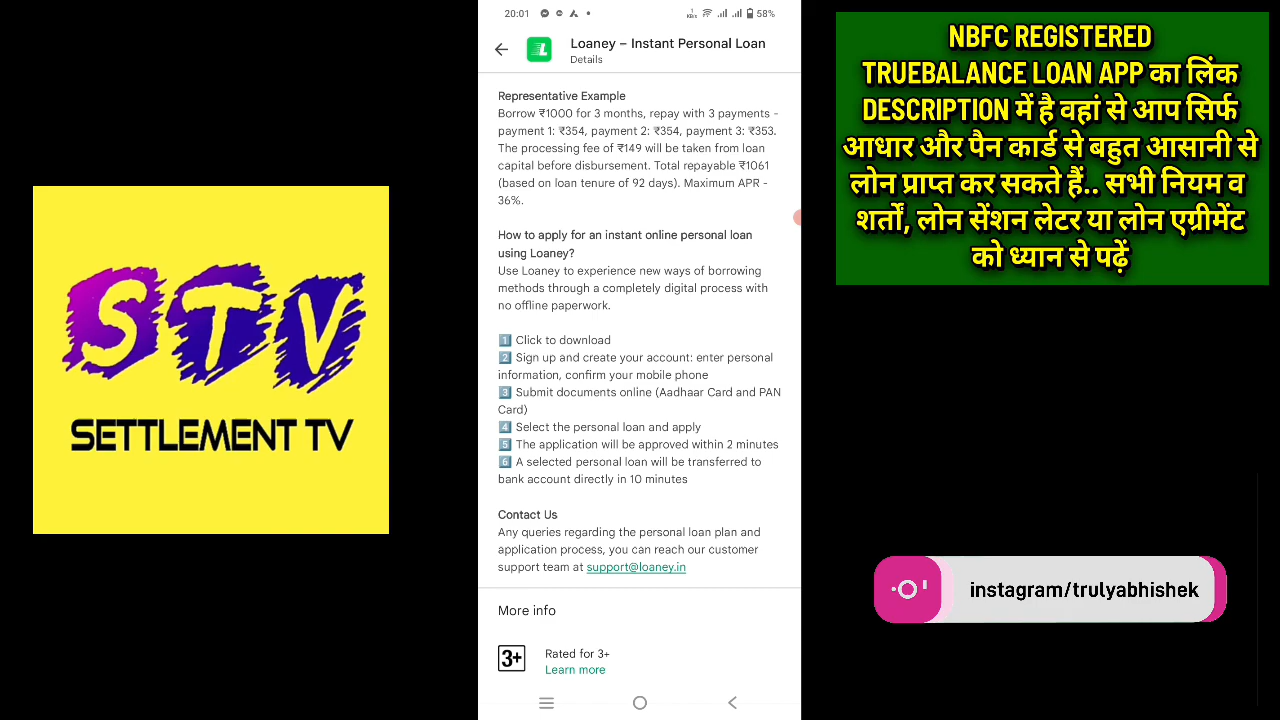 STV
SETTLEMENT TV
20:01
1
KB/s
58%
Loaney – Instant Personal Loan
Details
Representative Example
Borrow ₹1000 for 3 months, repay with 3 payments -
payment 1: ₹354, payment 2: ₹354, payment 3: ₹353.
The processing fee of ₹149 will be taken from loan
capital before disbursement. Total repayable ₹1061
(based on loan tenure of 92 days). Maximum APR -
36%.
How to apply for an instant online personal loan
using Loaney?
Use Loaney to experience new ways of borrowing
methods through a completely digital process with
no offline paperwork.
1 Click to download
2 Sign up and create your account: enter personal
information, confirm your mobile phone
3 Submit documents online (Aadhaar Card and PAN
Card)
4 Select the personal loan and apply
5 The application will be approved within 2 minutes
6 A selected personal loan will be transferred to
bank account directly in 10 minutes
Contact Us
Any queries regarding the personal loan plan and
application process, you can reach our customer
support team at support@loaney.in
More info
3+
Rated for 3+
Learn more
NBFC REGISTERED
TRUEBALANCE LOAN APP का लिंक
DESCRIPTION में है वहां से आप सिर्फ
आधार और पैन कार्ड से बहुत आसानी से
लोन प्राप्त कर सकते हैं.. सभी नियम व
शर्तों, लोन सेंशन लेटर या लोन एग्रीमेंट
को ध्यान से पढ़ें
instagram/trulyabhishek